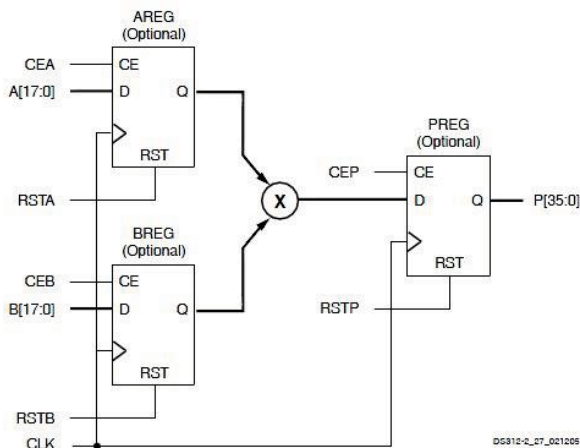 AREG
(Optional)
CEA
CE
A[17:0]
D
Q
RST
RSTA
X
BREG
(Optional)
CEB
CE
B[17:0]
D
Q
RST
RSTB
CLK
PREG
(Optional)
CEP
CE
D
Q
P[35:0]
RST
RSTP
DS312-2_27_021205